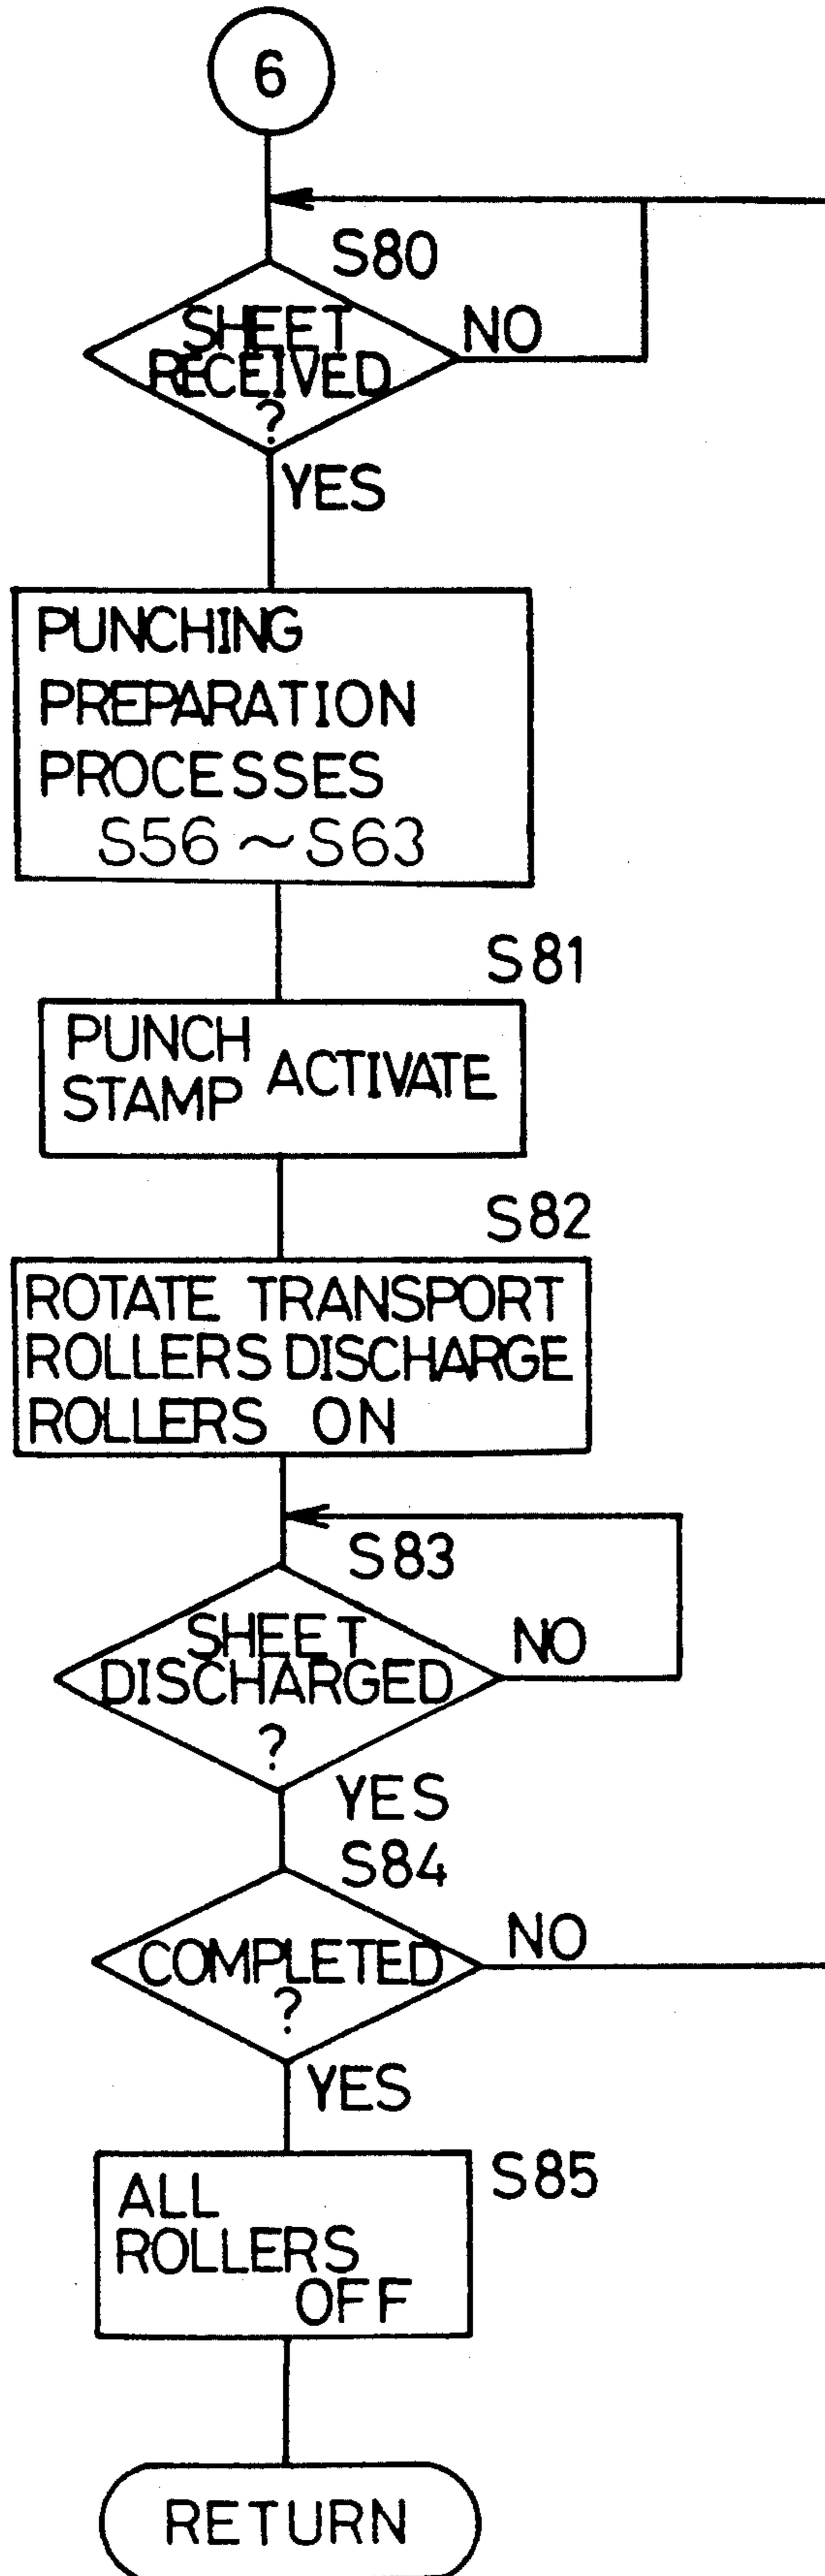 6
S80
SHEET
RECEIVED
?
NO
YES
PUNCHING
PREPARATION
PROCESSES
S56 ~ S63
S81
PUNCH
STAMP ACTIVATE
S82
ROTATE TRANSPORT
ROLLERS DISCHARGE
ROLLERS ON
S83
SHEET
DISCHARGED
?
NO
YES
S84
COMPLETED
?
NO
YES
S85
ALL
ROLLERS
OFF
RETURN